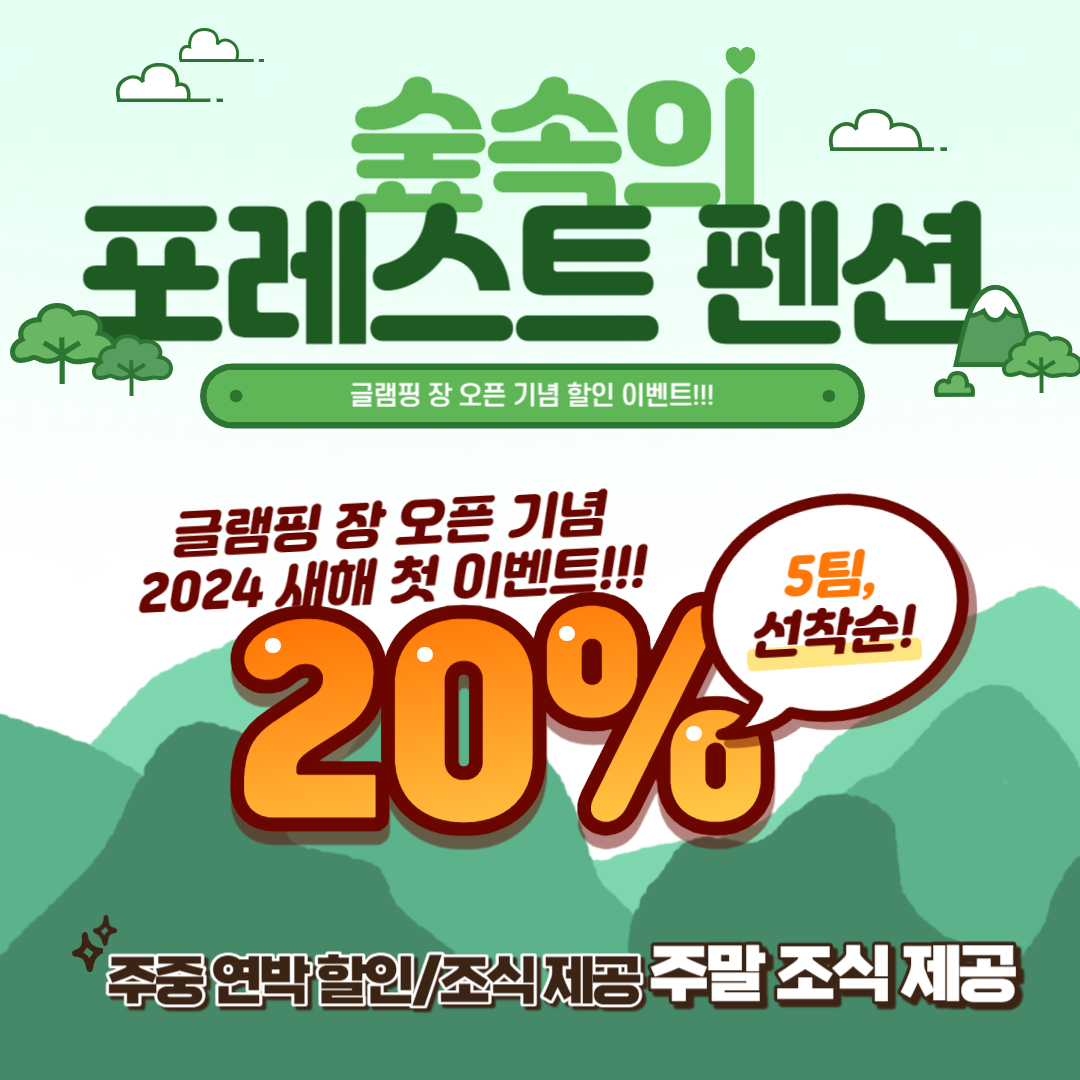 숲속의
포레스트 펜션
글램핑 장 오픈 기념 할인 이벤트!!!
글램핑 장 오픈 기념
2024 새해 첫 이벤트!!!
20%
5팀,
선착순!
주중 연박 할인/조식 제공 주말 조식 제공